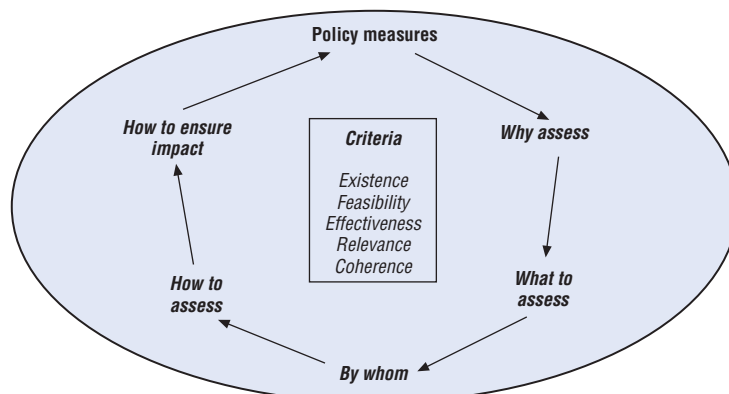 Policy measures
Why assess
What to
assess
By whom
How to
assess
How to ensure
impact
Criteria
Existence
Feasibility
Effectiveness
Relevance
Coherence